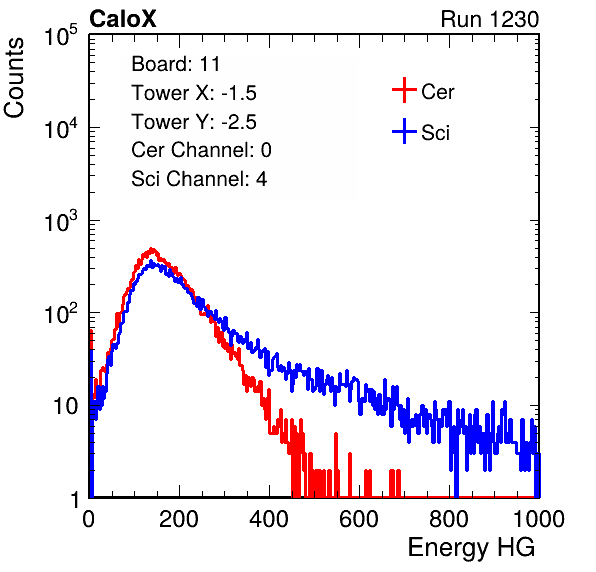 CaloX Run 1230
Counts
10^5
10^4
10^3
10^2
10
1
Board: 11
Tower X: -1.5
Tower Y: -2.5
Cer Channel: 0
Sci Channel: 4
Cer
Sci
0 200 400 600 800 1000
Energy HG